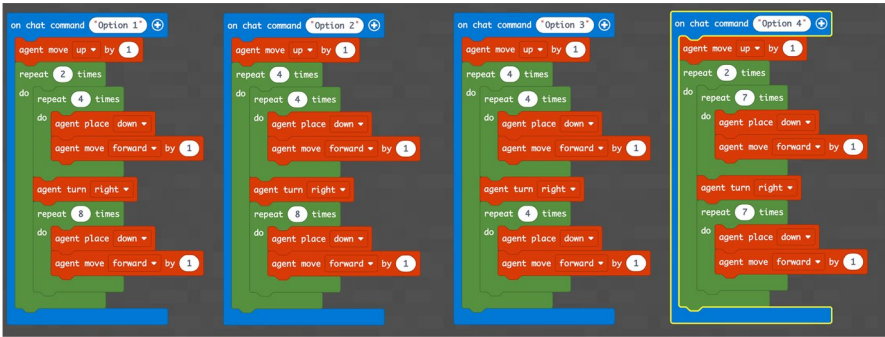 on chat command "Option 1"
agent move up by 1
repeat 2 times
do
repeat 4 times
do
agent place down
agent move forward by 1
agent turn right
repeat 8 times
do
agent place down
agent move forward by 1
on chat command "Option 2"
agent move up by 1
repeat 4 times
do
repeat 4 times
do
agent place down
agent move forward by 1
agent turn right
repeat 8 times
do
agent place down
agent move forward by 1
on chat command "Option 3"
agent move up by 1
repeat 4 times
do
repeat 4 times
do
agent place down
agent move forward by 1
agent turn right
repeat 4 times
do
agent place down
agent move forward by 1
on chat command "Option 4"
agent move up by 1
repeat 2 times
do
repeat 7 times
do
agent place down
agent move forward by 1
agent turn right
repeat 7 times
do
agent place down
agent move forward by 1